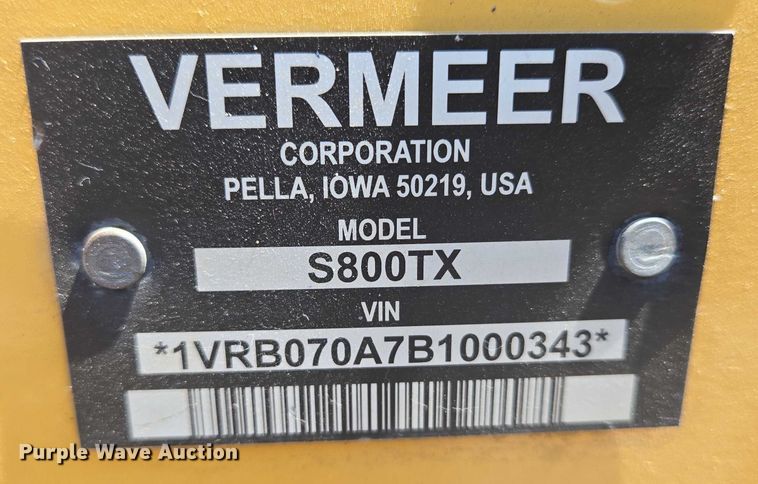 VERMEER
CORPORATION
PELLA, IOWA 50219, USA
MODEL
S800TX
VIN
*1VRB070A7B1000343*
Purple Wave Auction